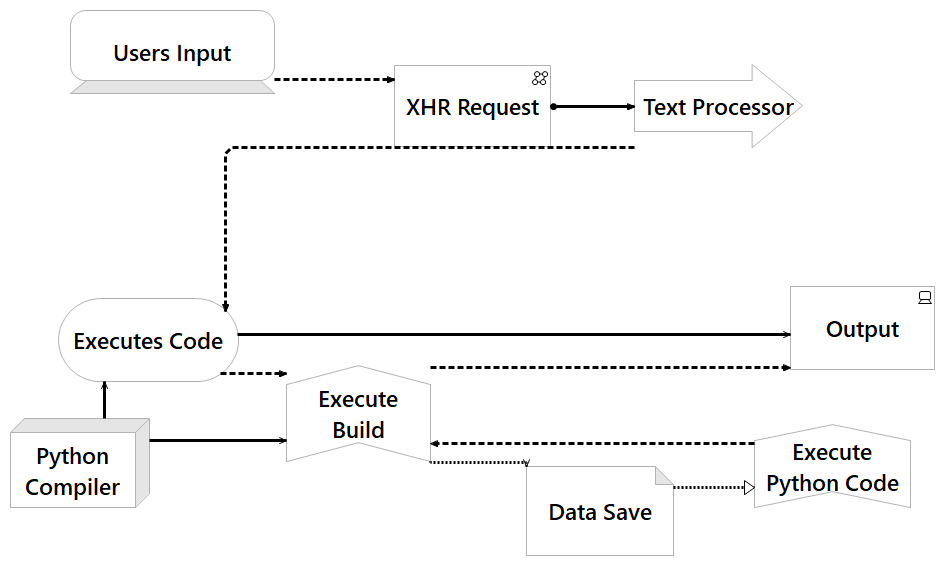 Users Input
XHR Request
Text Processor
Executes Code
Output
Execute
Build
Python
Compiler
Execute
Python Code
Data Save